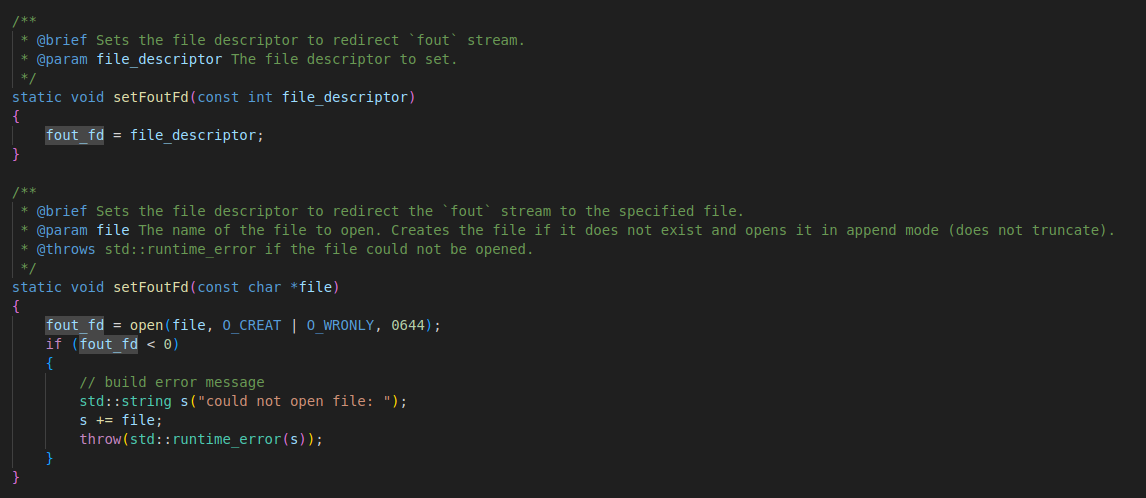 /**
 * @brief Sets the file descriptor to redirect `fout` stream.
 * @param file_descriptor The file descriptor to set.
 */
static void setFoutFd(const int file_descriptor)
{
    fout_fd = file_descriptor;
}

/**
 * @brief Sets the file descriptor to redirect the `fout` stream to the specified file.
 * @param file The name of the file to open. Creates the file if it does not exist and opens it in append mode (does not truncate).
 * @throws std::runtime_error if the file could not be opened.
 */
static void setFoutFd(const char *file)
{
    fout_fd = open(file, O_CREAT | O_WRONLY, 0644);
    if (fout_fd < 0)
    {
        // build error message
        std::string s("could not open file: ");
        s += file;
        throw(std::runtime_error(s));
    }
}